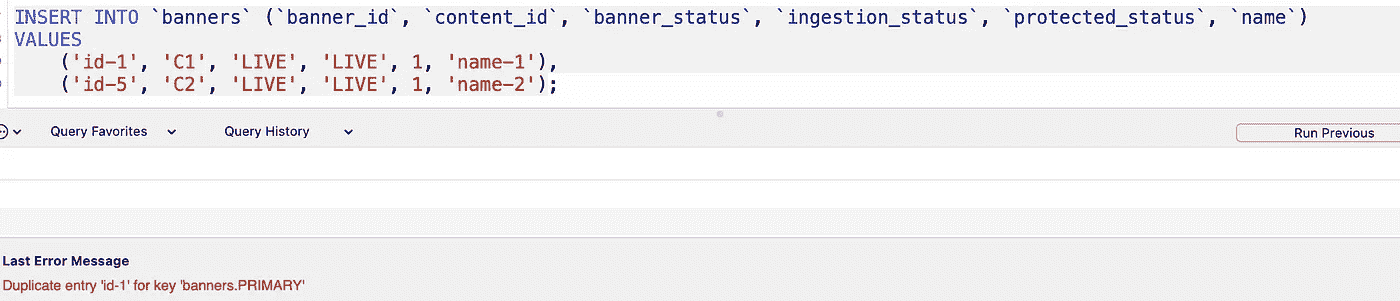 INSERT INTO `banners` (`banner_id`, `content_id`, `banner_status`, `ingestion_status`, `protected_status`, `name`)
VALUES
('id-1', 'C1', 'LIVE', 'LIVE', 1, 'name-1'),
('id-5', 'C2', 'LIVE', 'LIVE', 1, 'name-2');
Query Favorites Query History Run Previous
Last Error Message
Duplicate entry 'id-1' for key 'banners.PRIMARY'